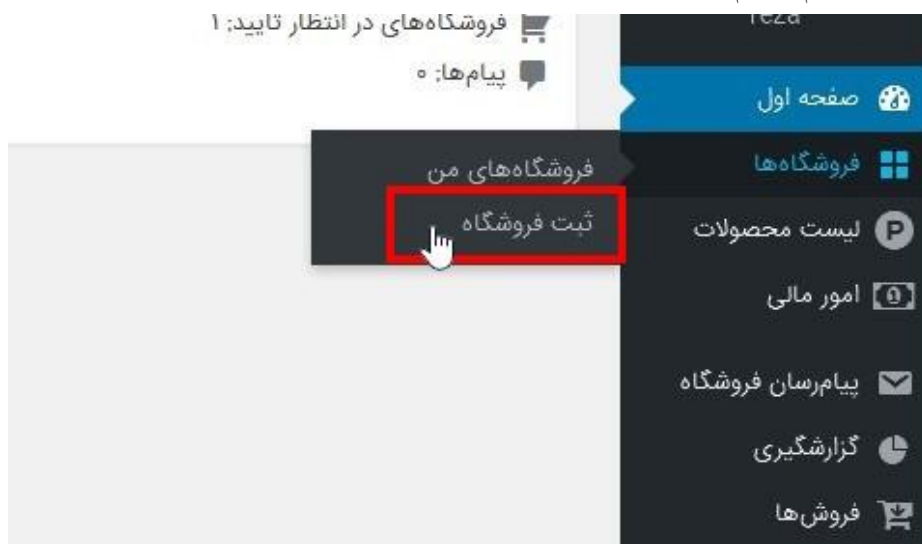 reza
فروشگاه‌های در انتظار تایید: ۱
پیام‌ها: ۰
صفحه اول
فروشگاه‌ها
فروشگاه‌های من
ثبت فروشگاه
لیست محصولات
امور مالی
پیام‌رسان فروشگاه
گزارشگیری
فروش‌ها